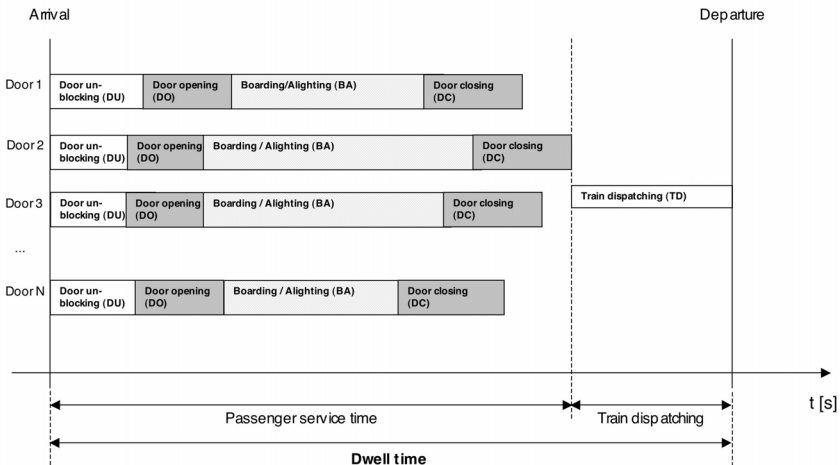 Arrival
Departure
Door 1
Door un-
blocking (DU)
Door opening
(DO)
Boarding/Alighting (BA)
Door closing
(DC)
Door 2
Door un-
blocking (DU)
Door opening
(DO)
Boarding / Alighting (BA)
Door closing
(DC)
Door 3
Door un-
blocking (DU)
Door opening
(DO)
Boarding / Alighting (BA)
Door closing
(DC)
Train dispatching (TD)
...
Door N
Door un-
blocking (DU)
Door opening
(DO)
Boarding / Alighting (BA)
Door closing
(DC)
t [s]
Passenger service time
Train dispatching
Dwell time